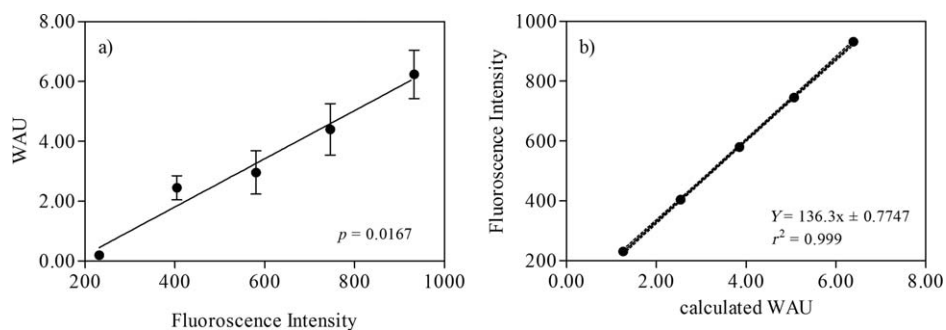 a)
WAU
8.00
6.00
4.00
2.00
0.00
200
400
600
800
1000
p = 0.0167
Fluoroscence Intensity
b)
Fluoroscence Intensity
1000
800
600
400
200
0.00
2.00
4.00
6.00
8.00
Y = 136.3x ± 0.7747
r² = 0.999
calculated WAU